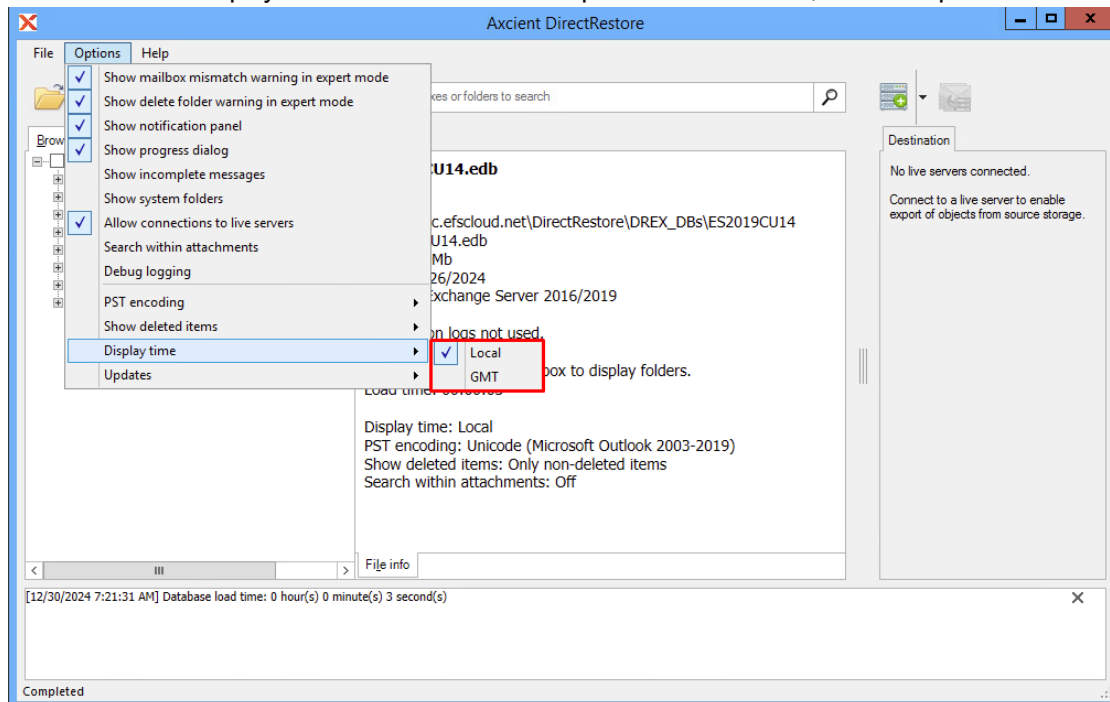 Axcient DirectRestore
File Options Help
Show mailbox mismatch warning in expert mode
Show delete folder warning in expert mode
Show notification panel
Show progress dialog
Show incomplete messages
Show system folders
Allow connections to live servers
Search within attachments
Debug logging
PST encoding
Show deleted items
Display time
Updates
Local
GMT
or folders to search
Brow
U14.edb
c.efscloud.net\DirectRestore\DREX_DBs\ES2019CU14
U14.edb
Mb
26/2024
Exchange Server 2016/2019
on logs not used.
box to display folders.
Load time: 00:00:03
Display time: Local
PST encoding: Unicode (Microsoft Outlook 2003-2019)
Show deleted items: Only non-deleted items
Search within attachments: Off
File info
Destination
No live servers connected.
Connect to a live server to enable
export of objects from source storage.
[12/30/2024 7:21:31 AM] Database load time: 0 hour(s) 0 minute(s) 3 second(s)
Completed